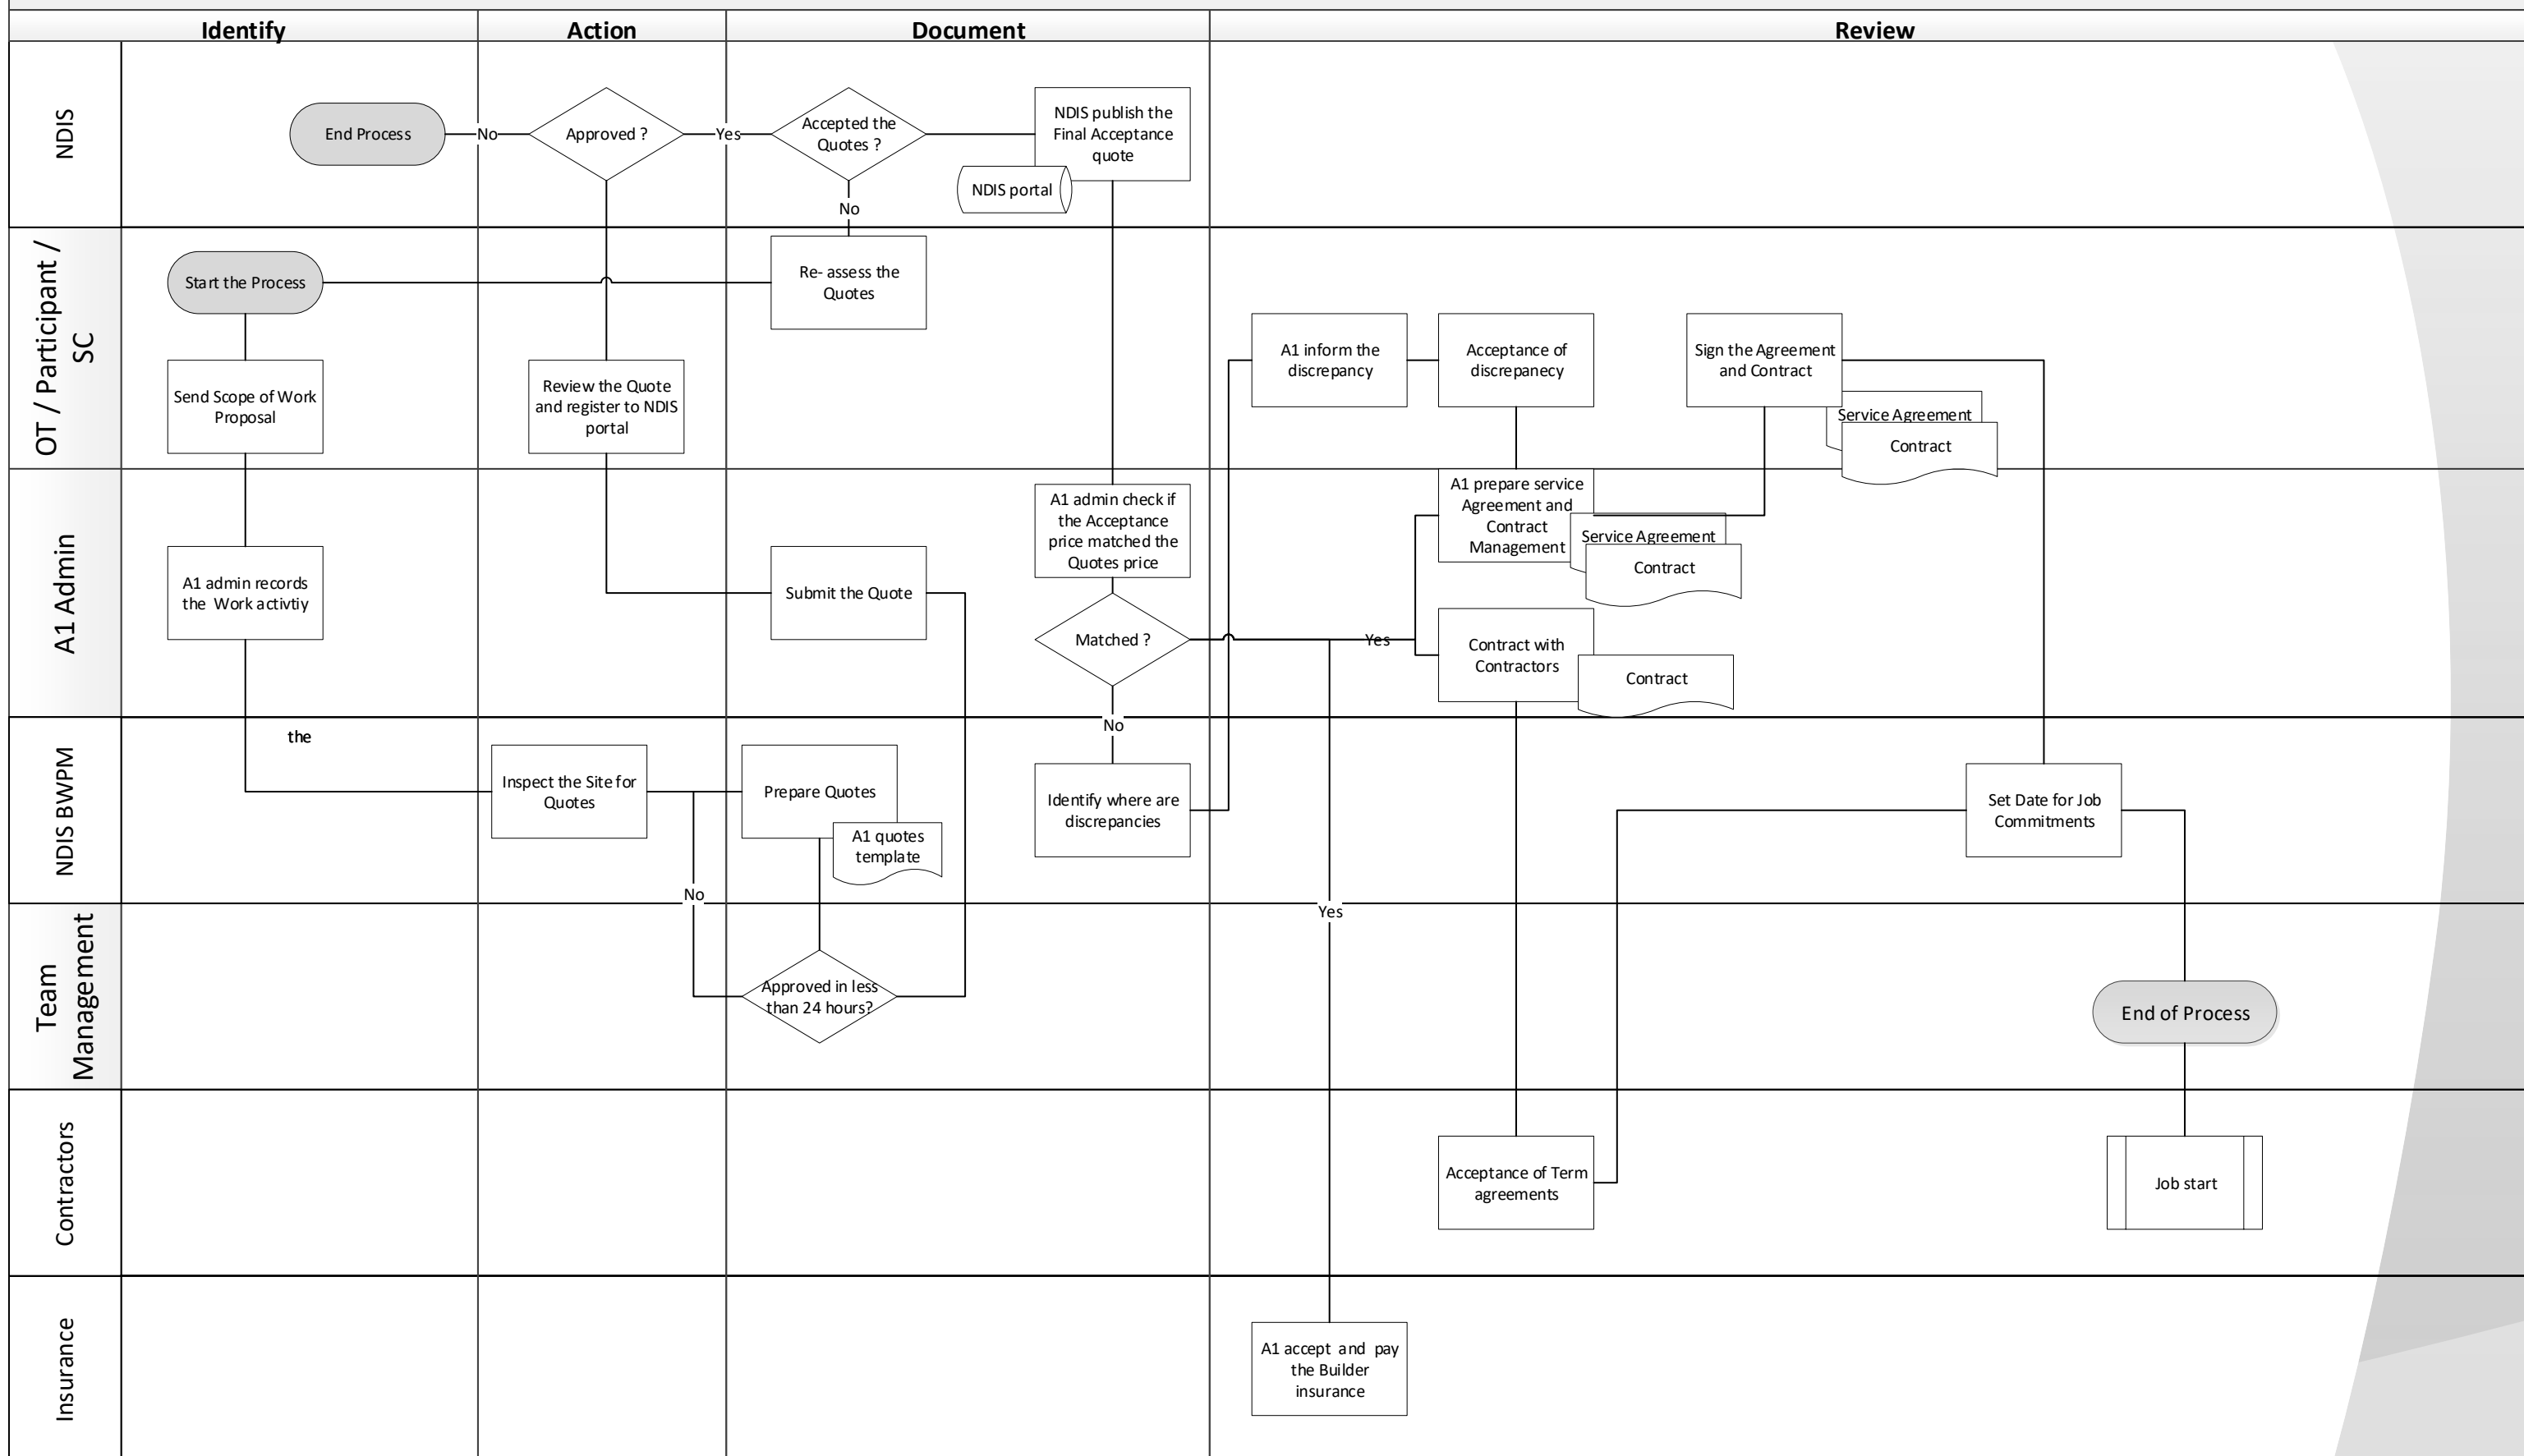 Identify
Action
Document
Review
NDIS
End Process
No
Approved ?
Yes
Accepted the
Quotes ?
No
NDIS publish the
Final Acceptance
quote
NDIS portal
OT / Participant /
SC
Start the Process
Re- assess the
Quotes
Send Scope of Work
Proposal
Review the Quote
and register to NDIS
portal
A1 inform the
discrepancy
Acceptance of
discrepanecy
Sign the Agreement
and Contract
Service Agreement
Contract
A1 Admin
A1 admin records
the Work activtiy
Submit the Quote
A1 admin check if
the Acceptance
price matched the
Quotes price
Matched ?
Yes
No
A1 prepare service
Agreement and
Contract
Management
Service Agreement
Contract
Contract with
Contractors
Contract
NDIS BWPM
the
Inspect the Site for
Quotes
Prepare Quotes
A1 quotes
template
No
Identify where are
discrepancies
Yes
Set Date for Job
Commitments
Team
Management
Approved in less
than 24 hours?
End of Process
Contractors
Acceptance of Term
agreements
Job start
Insurance
A1 accept and pay
the Builder
insurance